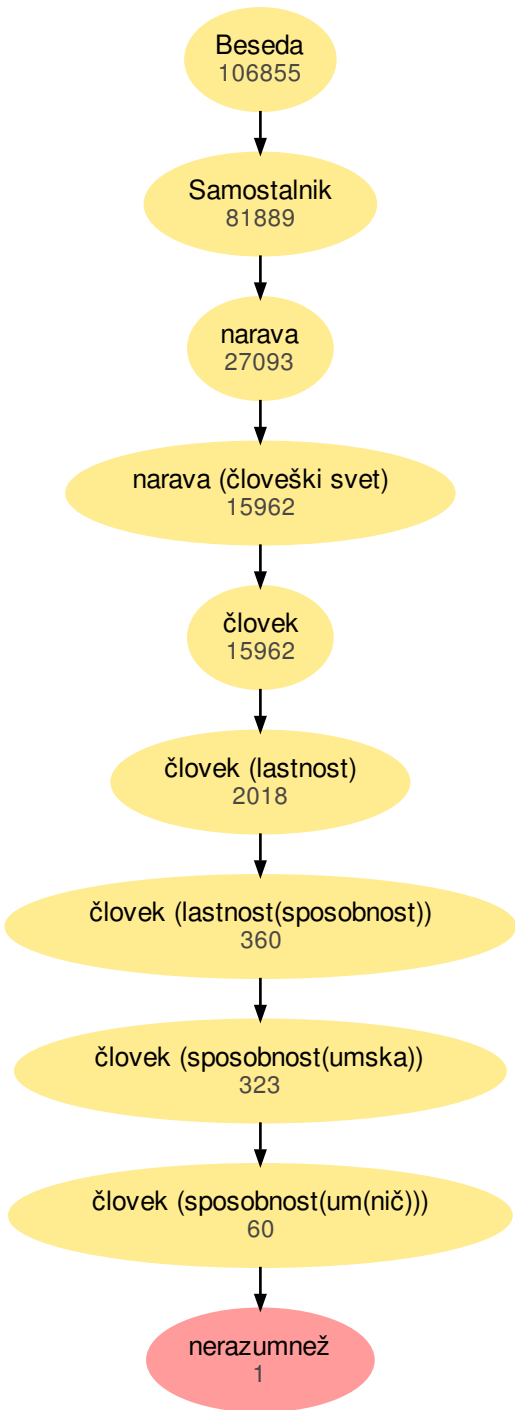 Beseda
106855
Samostalnik
81889
narava
27093
narava (človeški svet)
15962
človek
15962
človek (lastnost)
2018
človek (lastnost(sposobnost))
360
človek (sposobnost(umska))
323
človek (sposobnost(um(nič)))
60
nerazumnež
1